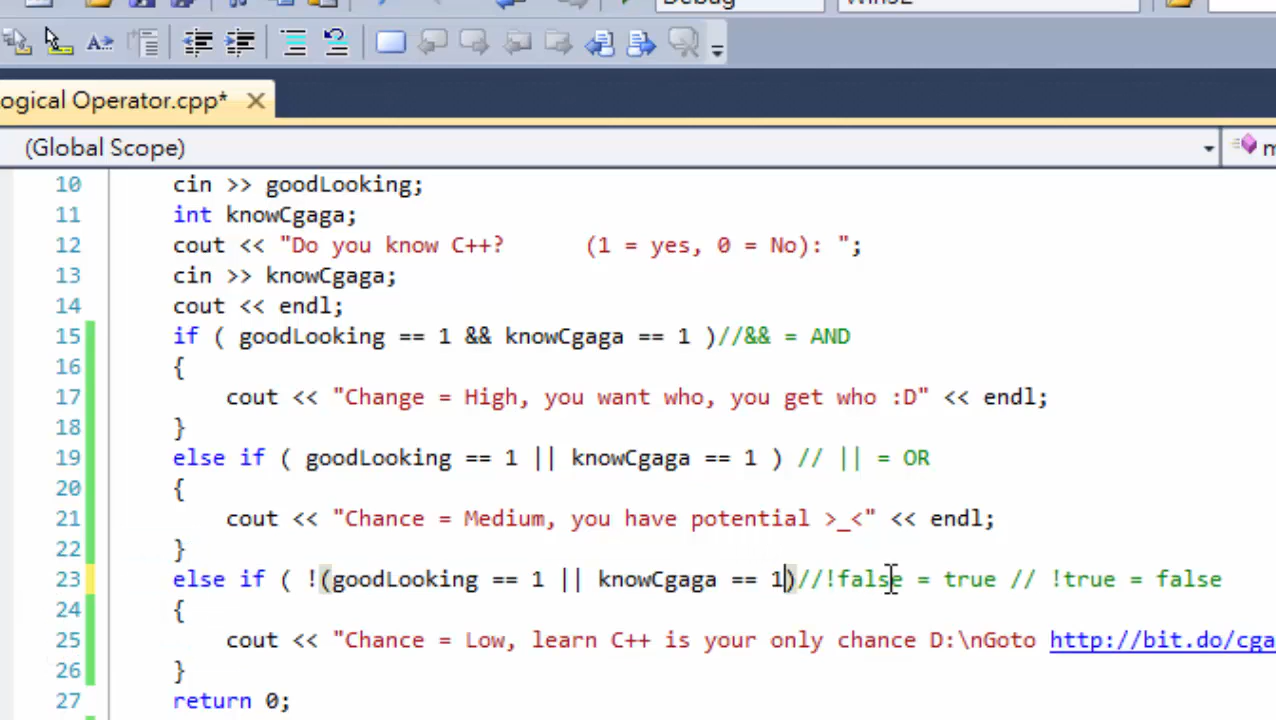 ogical Operator.cpp*
(Global Scope)
10 cin >> goodLooking;
11 int knowCgaga;
12 cout << "Do you know C++? (1 = yes, 0 = No): ";
13 cin >> knowCgaga;
14 cout << endl;
15 if ( goodLooking == 1 && knowCgaga == 1 )//&& = AND
16 {
17 cout << "Change = High, you want who, you get who :D" << endl;
18 }
19 else if ( goodLooking == 1 || knowCgaga == 1 ) // || = OR
20 {
21 cout << "Chance = Medium, you have potential >_<" << endl;
22 }
23 else if ( !(goodLooking == 1 || knowCgaga == 1)//!false = true // !true = false
24 {
25 cout << "Chance = Low, learn C++ is your only chance D:\nGoto http://bit.do/cga
26 }
27 return 0;